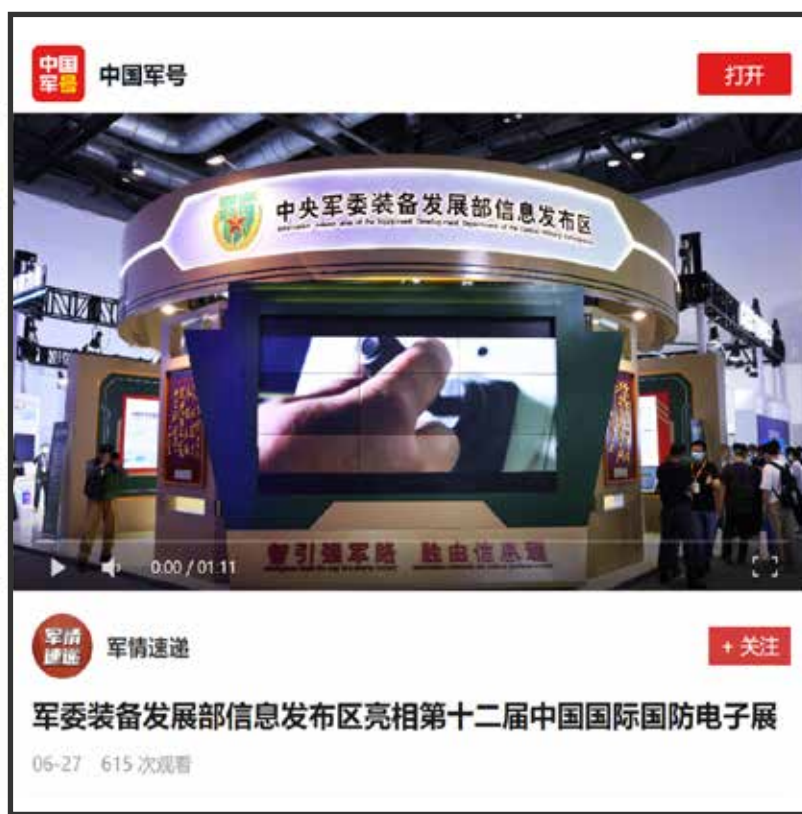 中国
军号
中国军号
打开
中央军委装备发展部信息发布区
智引强军路 胜由信息通
0:00 / 01:11
军情
速递
军情速递
+ 关注
军委装备发展部信息发布区亮相第十二届中国国际国防电子展
06-27 615 次观看